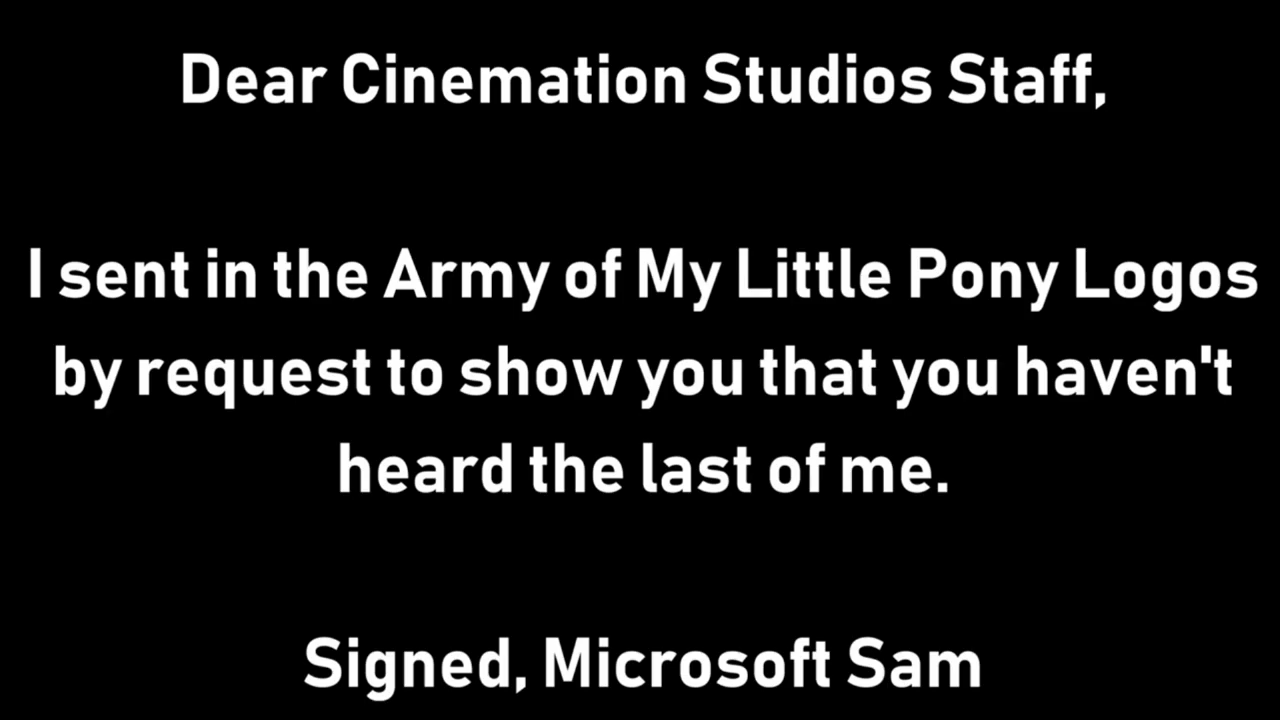 Dear Cinemation Studios Staff,
I sent in the Army of My Little Pony Logos
by request to show you that you haven't
heard the last of me.
Signed, Microsoft Sam